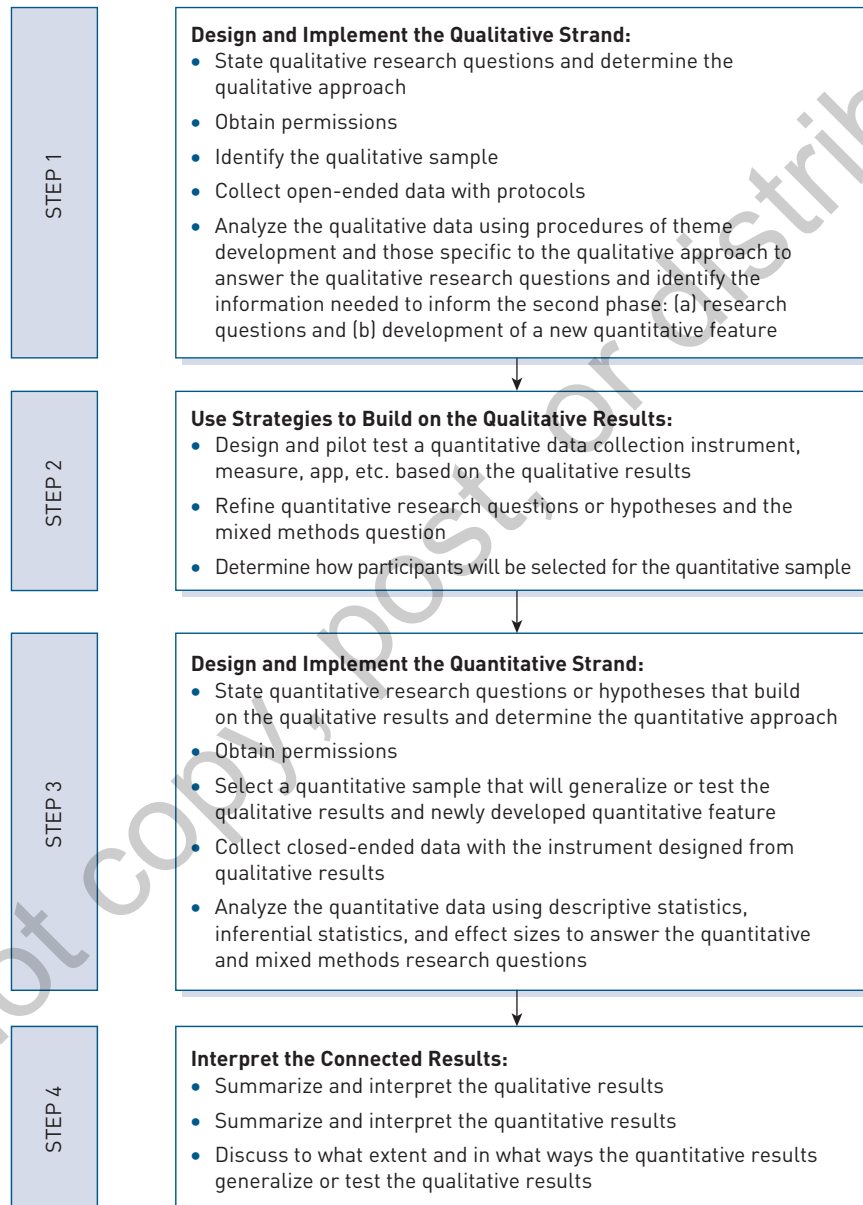 STEP 1
Design and Implement the Qualitative Strand:
• State qualitative research questions and determine the
qualitative approach
• Obtain permissions
• Identify the qualitative sample
• Collect open-ended data with protocols
• Analyze the qualitative data using procedures of theme
development and those specific to the qualitative approach to
answer the qualitative research questions and identify the
information needed to inform the second phase: (a) research
questions and (b) development of a new quantitative feature
STEP 2
Use Strategies to Build on the Qualitative Results:
• Design and pilot test a quantitative data collection instrument,
measure, app, etc. based on the qualitative results
• Refine quantitative research questions or hypotheses and the
mixed methods question
• Determine how participants will be selected for the quantitative sample
STEP 3
Design and Implement the Quantitative Strand:
• State quantitative research questions or hypotheses that build
on the qualitative results and determine the quantitative approach
• Obtain permissions
• Select a quantitative sample that will generalize or test the
qualitative results and newly developed quantitative feature
• Collect closed-ended data with the instrument designed from
qualitative results
• Analyze the quantitative data using descriptive statistics,
inferential statistics, and effect sizes to answer the quantitative
and mixed methods research questions
STEP 4
Interpret the Connected Results:
• Summarize and interpret the qualitative results
• Summarize and interpret the quantitative results
• Discuss to what extent and in what ways the quantitative results
generalize or test the qualitative results
ot copy, post, or distrib